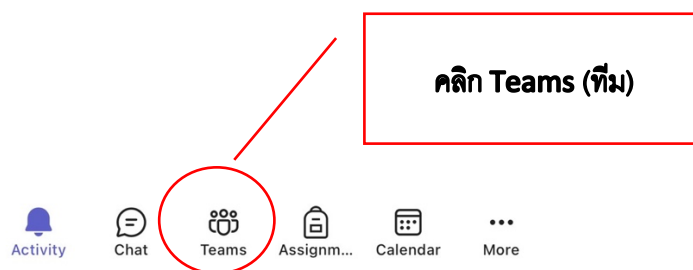 คลิก Teams (ทีม)
Activity Chat Teams Assignm... Calendar More